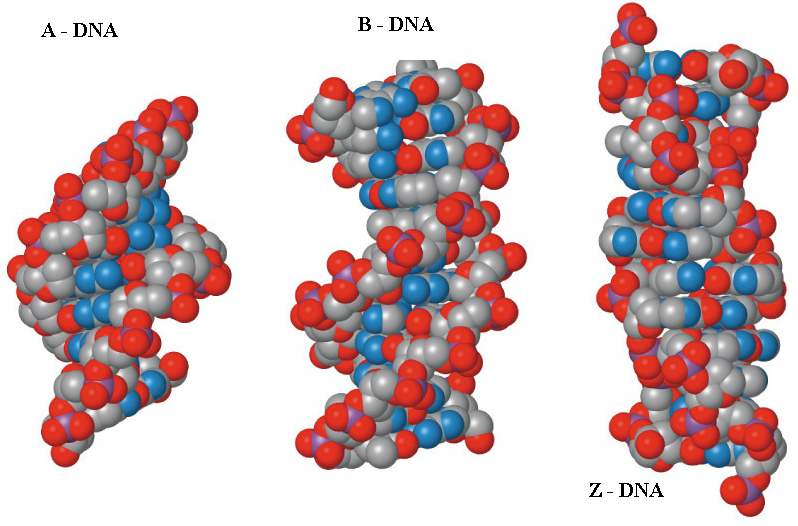 A - DNA
B - DNA
Z - DNA